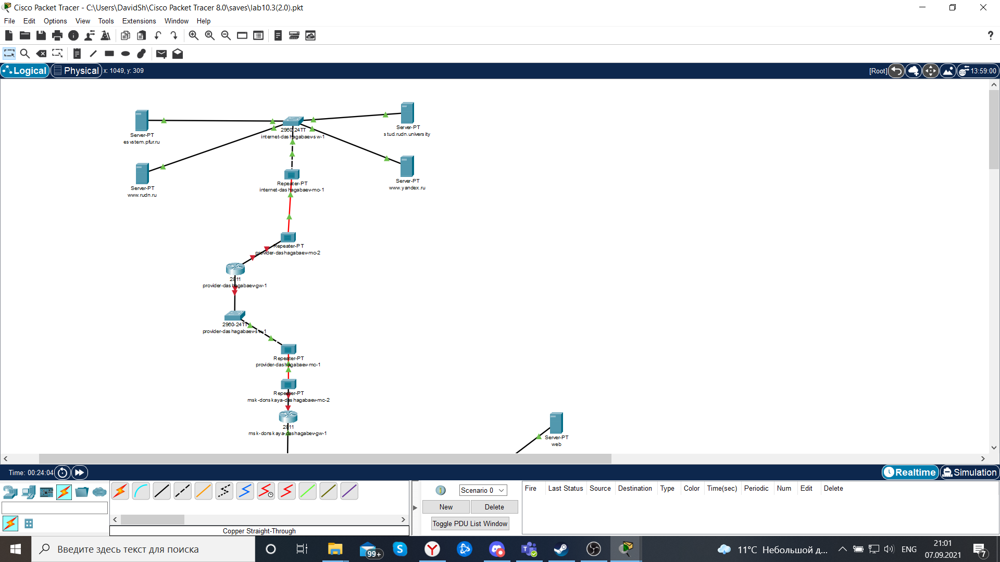 Cisco Packet Tracer - C:\Users\DavidSh\Cisco Packet Tracer 8.0\saves\lab10.3(2.0).pkt
File Edit Options View Tools Extensions Window Help
Logical Physical x: 1049, y: 309 [Root] 13:59:00
Server-PT
esystem.pfur.ru
2960-24TT
internet-dashagabaev-sw-1
Server-PT
stud.rudn.university
Server-PT
www.rudn.ru
Repeater-PT
internet-dashagabaev-mc-1
Server-PT
www.yandex.ru
Repeater-PT
provider-dashagabaev-mc-2
2811
provider-dashagabaev-gw-1
2960-24TT
provider-dashagabaev-sw-1
Repeater-PT
provider-dashagabaev-mc-1
Repeater-PT
msk-donskaya-dashagabaev-mc-2
2811
msk-donskaya-dashagabev-gw-1
Server-PT
web
Time: 00:24:04 Realtime Simulation
Scenario 0
New Delete
Toggle PDU List Window
Fire Last Status Source Destination Type Color Time(sec) Periodic Num Edit Delete
Copper Straight-Through
Введите здесь текст для поиска
99+
11°C Небольшой д...
ENG
21:01
07.09.2021
7